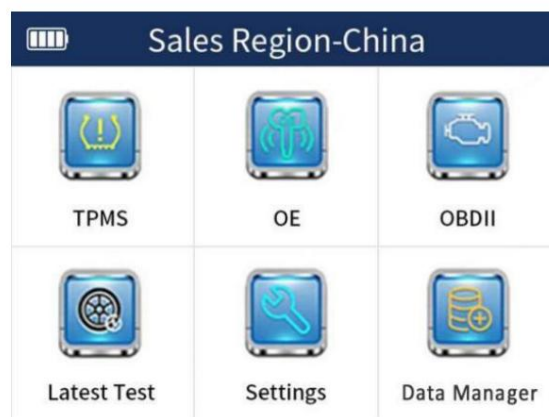 Sales Region-China
TPMS
OE
OBDII
Latest Test
Settings
Data Manager